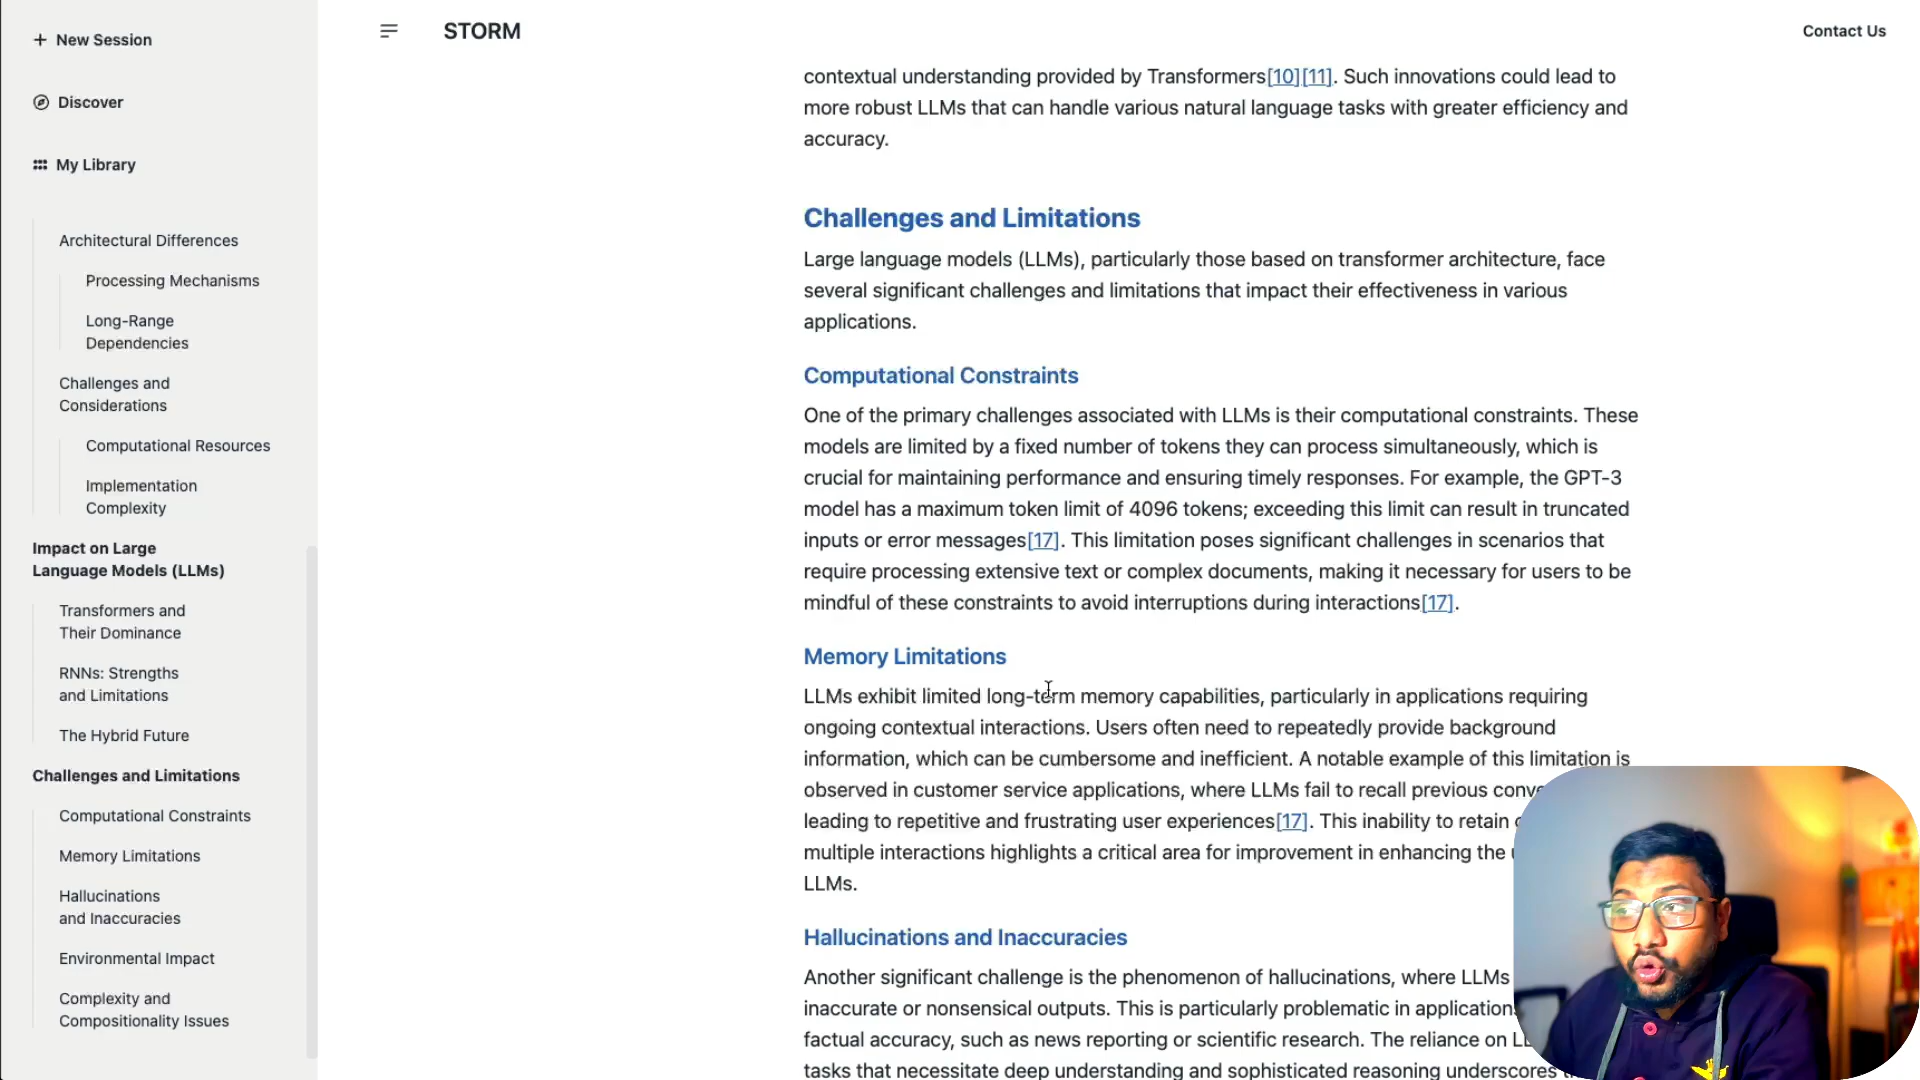 New Session
Discover
My Library
Architectural Differences
Processing Mechanisms
Long-Range
Dependencies
Challenges and
Considerations
Computational Resources
Implementation
Complexity
Impact on Large
Language Models (LLMs)
Transformers and
Their Dominance
RNNs: Strengths
and Limitations
The Hybrid Future
Challenges and Limitations
Computational Constraints
Memory Limitations
Hallucinations
and Inaccuracies
Environmental Impact
Complexity and
Compositionality Issues
STORM
Contact Us
contextual understanding provided by Transformers[10][11]. Such innovations could lead to
more robust LLMs that can handle various natural language tasks with greater efficiency and
accuracy.
Challenges and Limitations
Large language models (LLMs), particularly those based on transformer architecture, face
several significant challenges and limitations that impact their effectiveness in various
applications.
Computational Constraints
One of the primary challenges associated with LLMs is their computational constraints. These
models are limited by a fixed number of tokens they can process simultaneously, which is
crucial for maintaining performance and ensuring timely responses. For example, the GPT-3
model has a maximum token limit of 4096 tokens; exceeding this limit can result in truncated
inputs or error messages[17]. This limitation poses significant challenges in scenarios that
require processing extensive text or complex documents, making it necessary for users to be
mindful of these constraints to avoid interruptions during interactions[17].
Memory Limitations
LLMs exhibit limited long-term memory capabilities, particularly in applications requiring
ongoing contextual interactions. Users often need to repeatedly provide background
information, which can be cumbersome and inefficient. A notable example of this limitation is
observed in customer service applications, where LLMs fail to recall previous
leading to repetitive and frustrating user experiences[17]. This inability to retain
multiple interactions highlights a critical area for improvement in enhancing the
LLMs.
Hallucinations and Inaccuracies
Another significant challenge is the phenomenon of hallucinations, where LLMs
inaccurate or nonsensical outputs. This is particularly problematic in
factual accuracy, such as news reporting or scientific research. The reliance on
tasks that necessitate deep understanding and sophisticated reasoning underscores